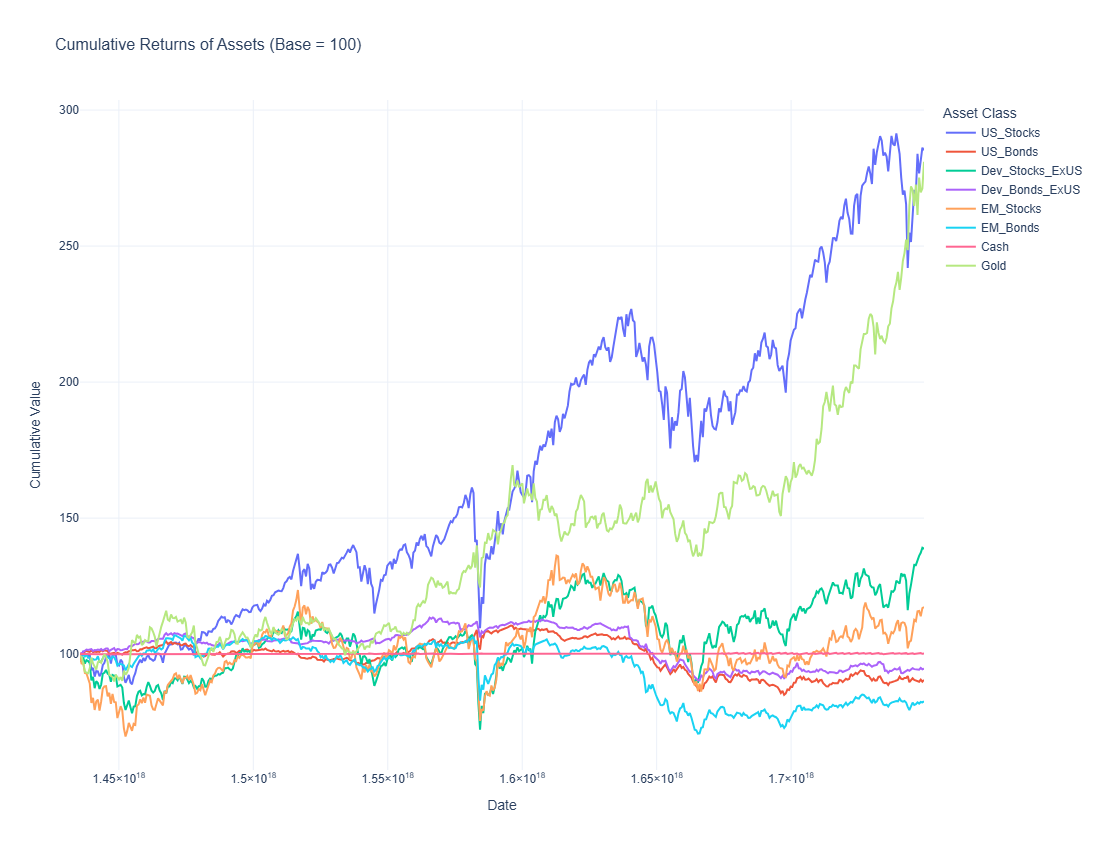 Cumulative Returns of Assets (Base = 100)
300
250
200
150
100
Cumulative Value
1.45×10¹⁸
1.5×10¹⁸
1.55×10¹⁸
1.6×10¹⁸
1.65×10¹⁸
1.7×10¹⁸
Date
Asset Class
US_Stocks
US_Bonds
Dev_Stocks_ExUS
Dev_Bonds_ExUS
EM_Stocks
EM_Bonds
Cash
Gold